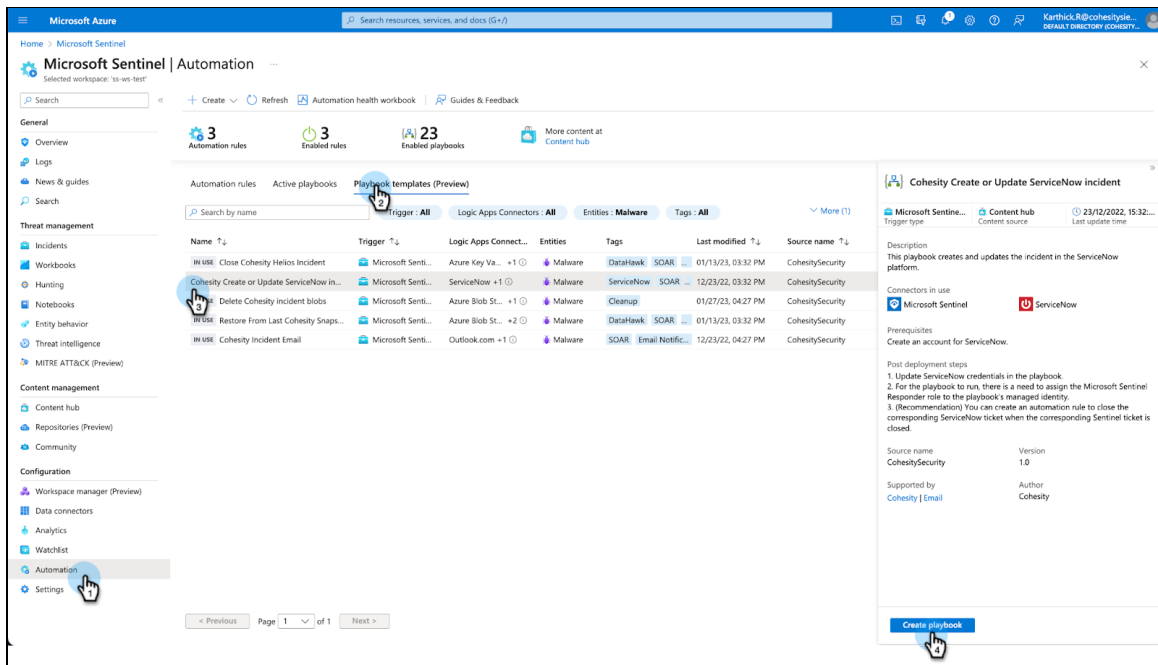 Microsoft Azure
Search resources, services, and docs (G+/)
1
Karthick.R@cohesitysie...
DEFAULT DIRECTORY (COHESITY...
Home > Microsoft Sentinel
Microsoft Sentinel | Automation ...
Selected workspace: 'ss-ws-test'
Search
General
Overview
Logs
News & guides
Search
Threat management
Incidents
Workbooks
Hunting
Notebooks
Entity behavior
Threat intelligence
MITRE ATT&CK (Preview)
Content management
Content hub
Repositories (Preview)
Community
Configuration
Workspace manager (Preview)
Data connectors
Analytics
Watchlist
Automation
1
Settings
Create Refresh Automation health workbook Guides & Feedback
3
Automation rules
3
Enabled rules
23
Enabled playbooks
More content at
Content hub
Automation rules Active playbooks Playbook templates (Preview)
2
Search by name Trigger : All Logic Apps Connectors : All Entities : Malware Tags : All More (1)
Name Trigger Logic Apps Connect... Entities Tags Last modified Source name
IN USE Close Cohesity Helios Incident Microsoft Senti... Azure Key Va... +1 Malware DataHawk SOAR ... 01/13/23, 03:32 PM CohesitySecurity
Cohesity Create or Update ServiceNow in... Microsoft Senti... ServiceNow +1 Malware ServiceNow SOAR ... 12/23/22, 03:32 PM CohesitySecurity
3
USE Delete Cohesity incident blobs Microsoft Senti... Azure Blob St... +1 Malware Cleanup 01/27/23, 04:27 PM CohesitySecurity
IN USE Restore From Last Cohesity Snaps... Microsoft Senti... Azure Blob St... +2 Malware DataHawk SOAR ... 01/13/23, 03:32 PM CohesitySecurity
IN USE Cohesity Incident Email Microsoft Senti... Outlook.com +1 Malware SOAR Email Notific... 12/23/22, 04:27 PM CohesitySecurity
< Previous Page 1 of 1 Next >
Cohesity Create or Update ServiceNow incident
Microsoft Sentine...
Trigger type
Content hub
Content source
23/12/2022, 15:32:...
Last update time
Description
This playbook creates and updates the incident in the ServiceNow
platform.
Connectors in use
Microsoft Sentinel ServiceNow
Prerequisites
Create an account for ServiceNow.
Post deployment steps
1. Update ServiceNow credentials in the playbook.
2. For the playbook to run, there is a need to assign the Microsoft Sentinel
Responder role to the playbook's managed identity.
3. (Recommendation) You can create an automation rule to close the
corresponding ServiceNow ticket when the corresponding Sentinel ticket is
closed.
Source name Version
CohesitySecurity 1.0
Supported by Author
Cohesity | Email Cohesity
Create playbook
4